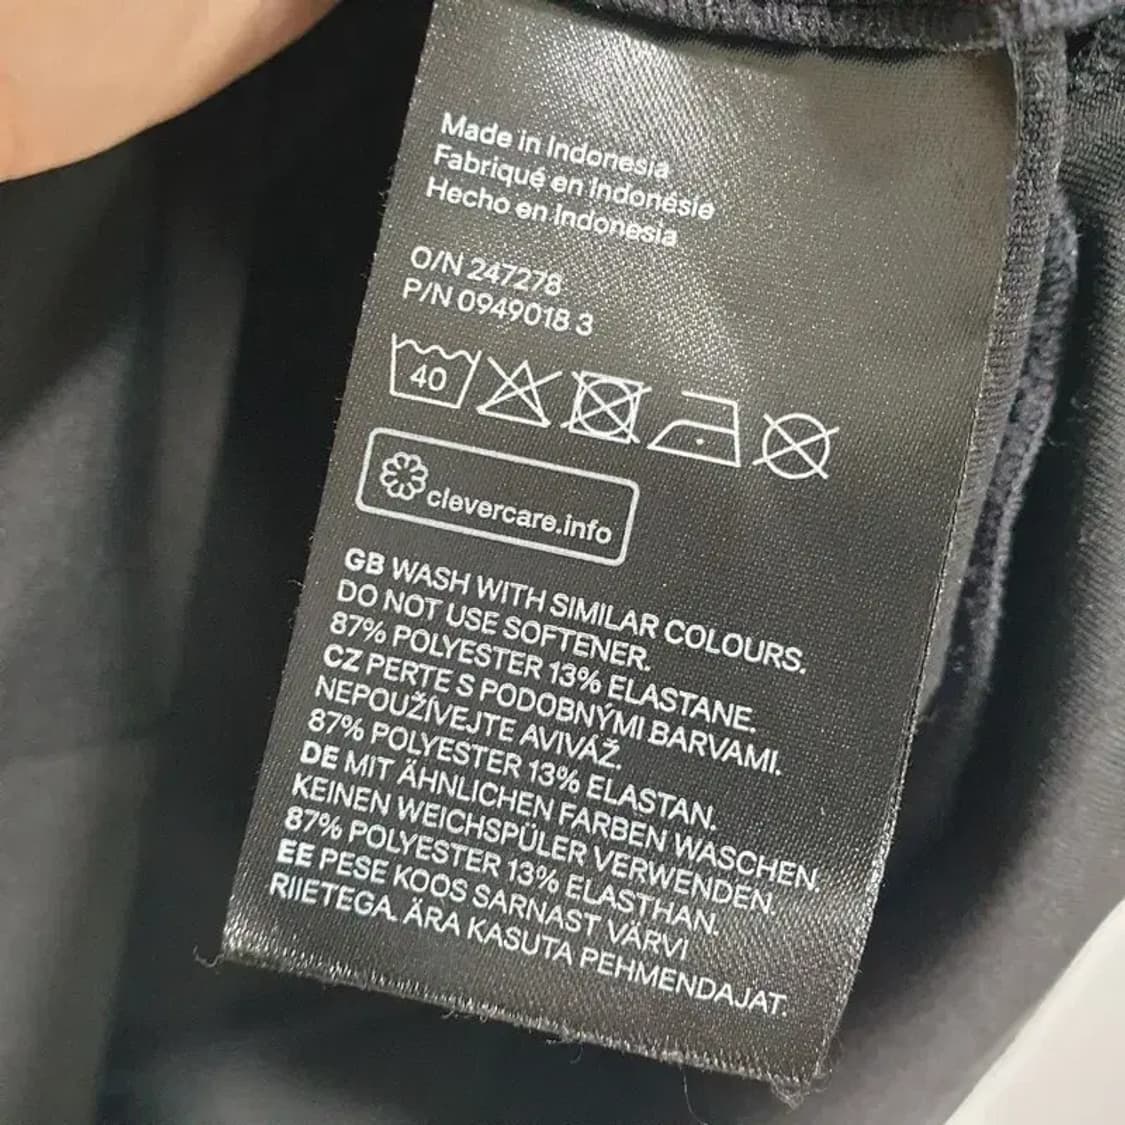 Made in Indonesia
Fabriqué en Indonésie
Hecho en Indonesia
O/N 247278
P/N 0949018 3
40
clevercare.info
GB WASH WITH SIMILAR COLOURS.
DO NOT USE SOFTENER.
87% POLYESTER 13% ELASTANE.
CZ PERTE S PODOBNÝMI BARVAMI.
NEPOUŽÍVEJTE AVIVÁŽ.
87% POLYESTER 13% ELASTAN.
DE MIT ÄHNLICHEN FARBEN WASCHEN.
KEINEN WEICHSPÜLER VERWENDEN.
87% POLYESTER 13% ELASTHAN.
EE PESE KOOS SARNAST VÄRVI
RIIETEGA. ÄRA KASUTA PEHMENDAJAT.